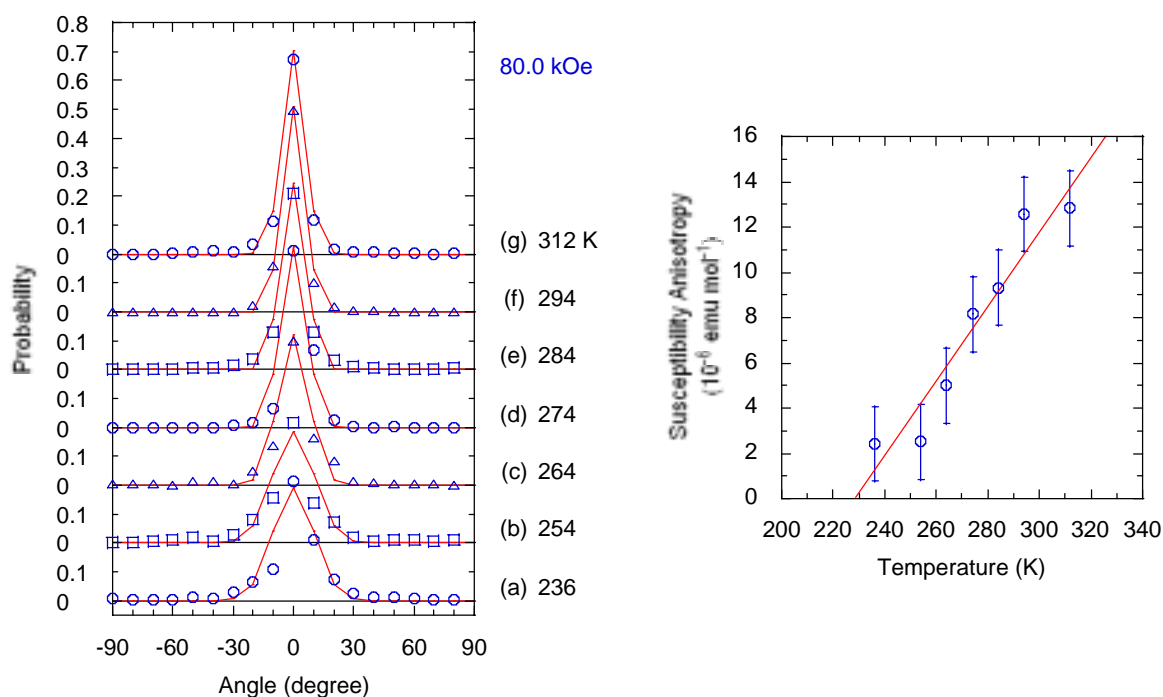 0.8
0.7
0.6
0.5
0.4
0.3
0.2
0.1
0
0.1
0
0.1
0
0.1
0
0.1
0
0.1
0
0.1
0
Probability
80.0 kOe
(g) 312 K
(f) 294
(e) 284
(d) 274
(c) 264
(b) 254
(a) 236
-90 -60 -30 0 30 60 90
Angle (degree)
Susceptibility Anisotropy
(10⁻⁶ emu mol⁻¹)
16
14
12
10
8
6
4
2
0
200 220 240 260 280 300 320 340
Temperature (K)